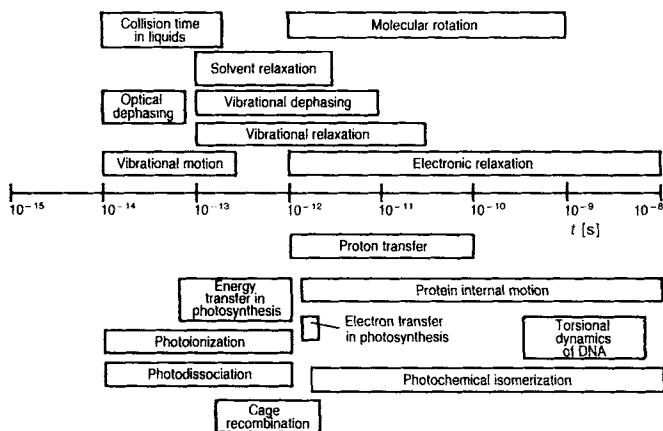 Collision time
in liquids
Molecular rotation
Solvent relaxation
Optical
dephasing
Vibrational dephasing
Vibrational relaxation
Vibrational motion
Electronic relaxation
10⁻¹⁵ 10⁻¹⁴ 10⁻¹³ 10⁻¹² 10⁻¹¹ 10⁻¹⁰ 10⁻⁹ 10⁻⁸
t [s]
Proton transfer
Energy
transfer in
photosynthesis
Protein internal motion
Electron transfer
in photosynthesis
Torsional
dynamics
of DNA
Photoionization
Photodissociation
Photochemical isomerization
Cage
recombination